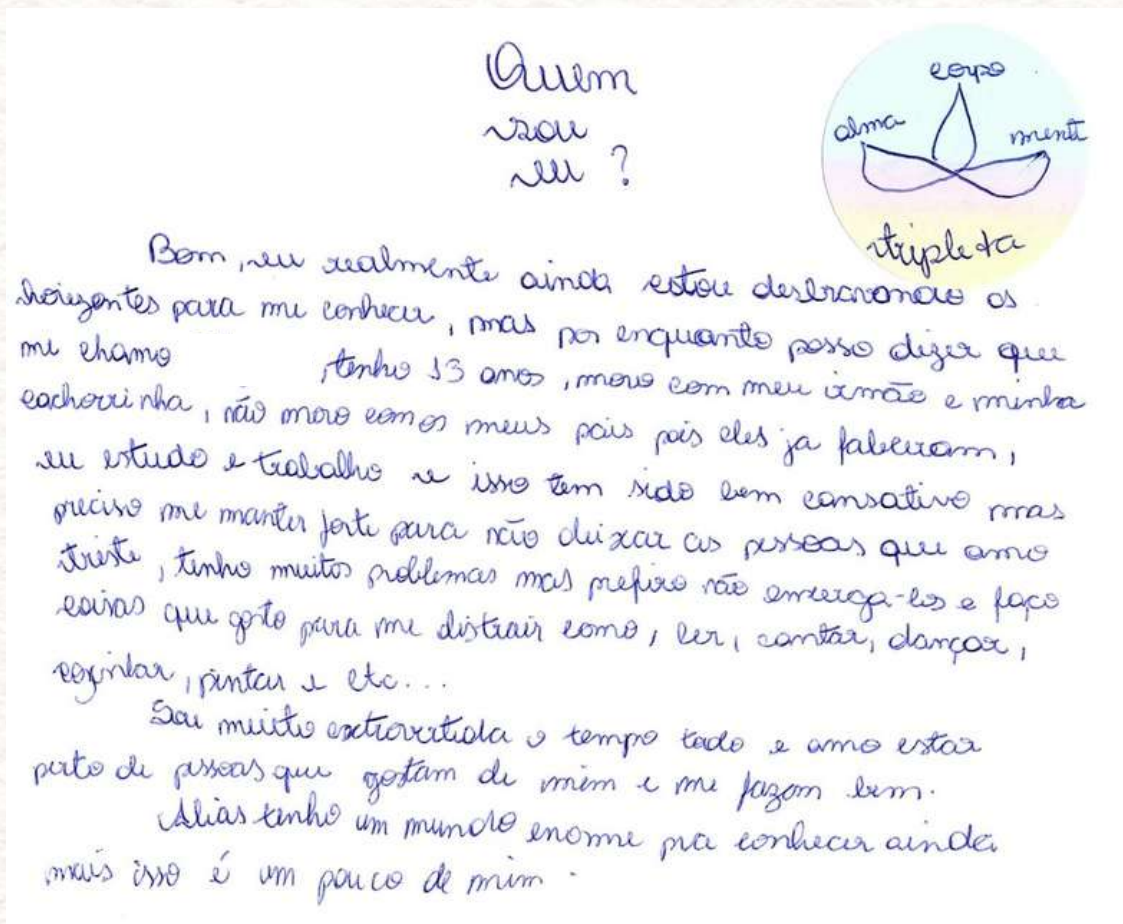 Quem
sou
eu ?
corpo
alma
mente
tripleta
Bom, eu realmente ainda estou desbravando os
horizontes para me conhecer, mas por enquanto posso dizer que
me chamo , tenho 13 anos, moro com meu irmão e minha
cachorrinha, não moro com os meus pais pois eles ja faleceram,
eu estudo e trabalho e isso tem sido bem cansativo mas
preciso me manter forte para não deixar as pessoas que amo
triste, tenho muitos problemas mas prefiro não enxerga-los e faço
coisas que gosto para me distrair como, ler, cantar, dançar,
cozinhar, pintar e etc...
Sou muito extrovertida o tempo todo e amo estar
perto de pessoas que gostam de mim e me fazem bem.
Alias tenho um mundo enorme pra conhecer ainda
mais isso é um pouco de mim.